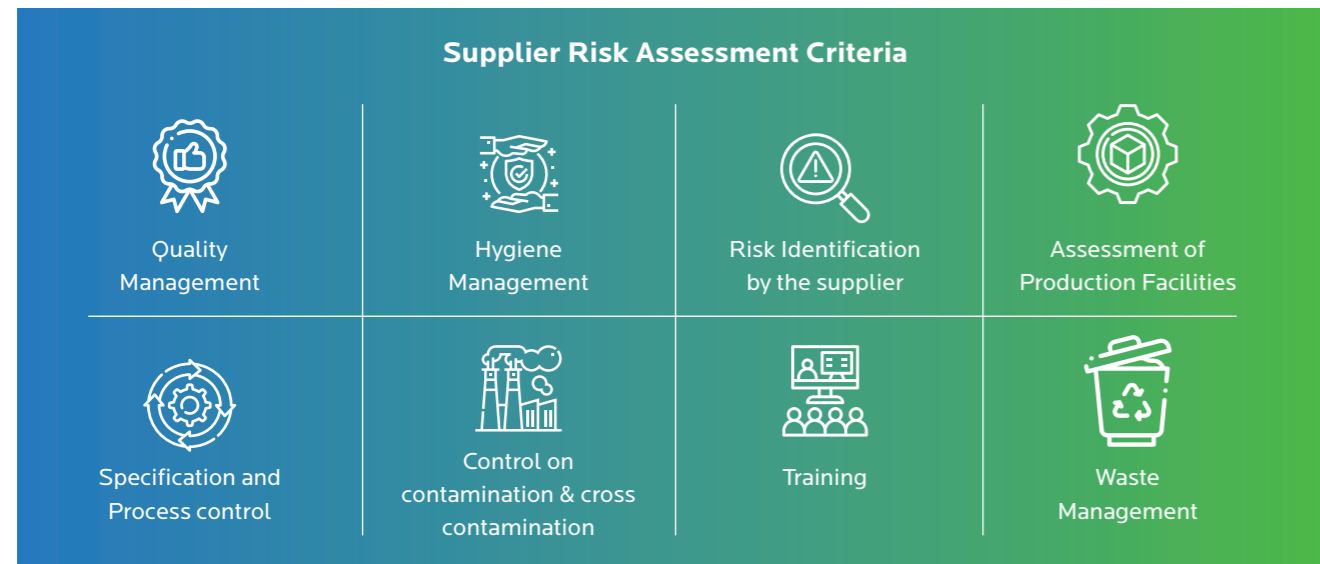 Supplier Risk Assessment Criteria
Quality
Management
Hygiene
Management
Risk Identification
by the supplier
Assessment of
Production Facilities
Specification and
Process control
Control on
contamination & cross
contamination
Training
Waste
Management